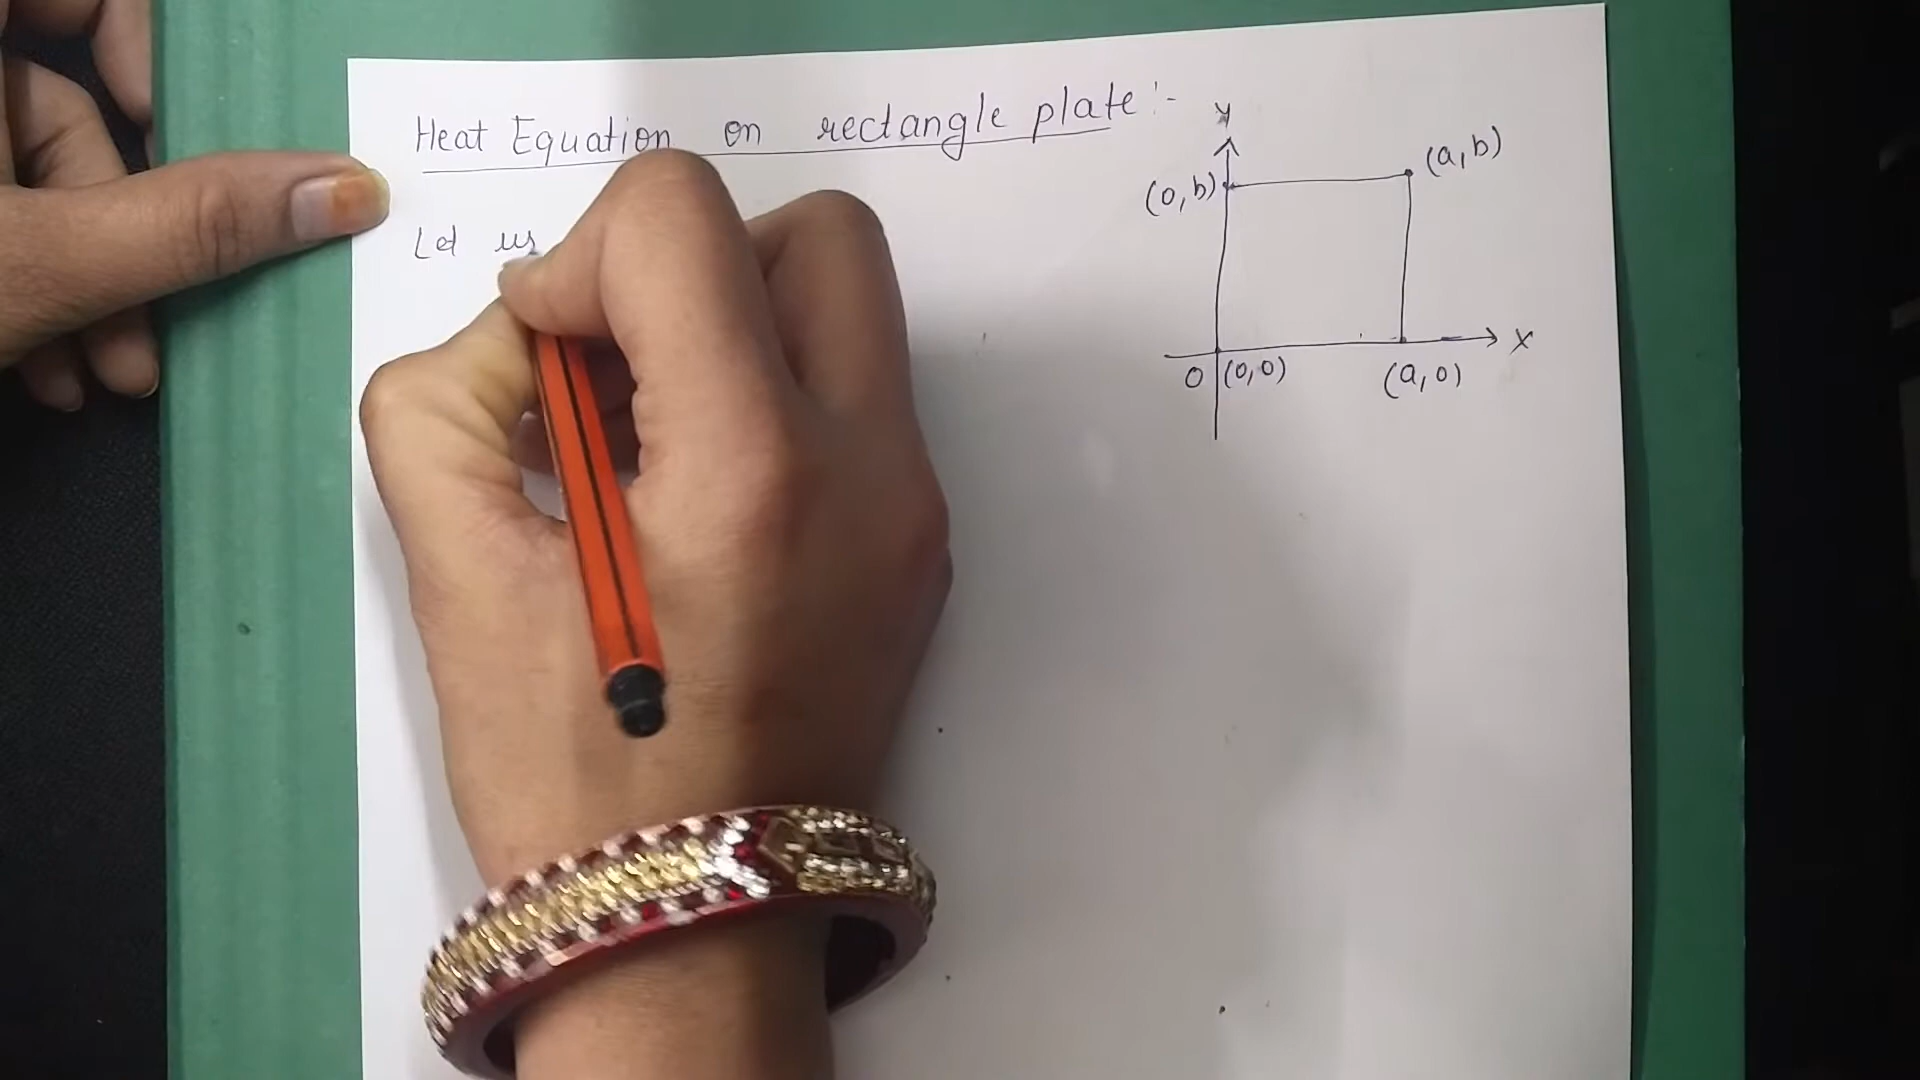 Heat Equation on rectangle plate :-
Let us
y
(a,b)
(0,b)
x
0 (0,0)
(a,0)